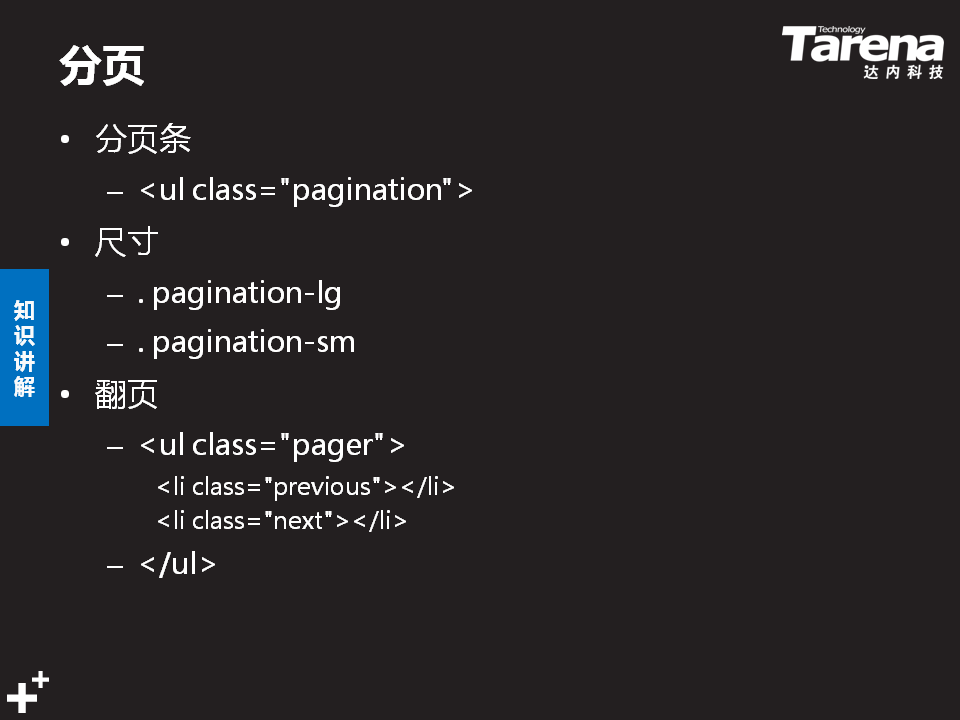 分页
Technology
Tarena
达内科技
• 分页条
– <ul class="pagination">
• 尺寸
– . pagination-lg
– . pagination-sm
知识讲解
• 翻页
– <ul class="pager">
<li class="previous"></li>
<li class="next"></li>
– </ul>